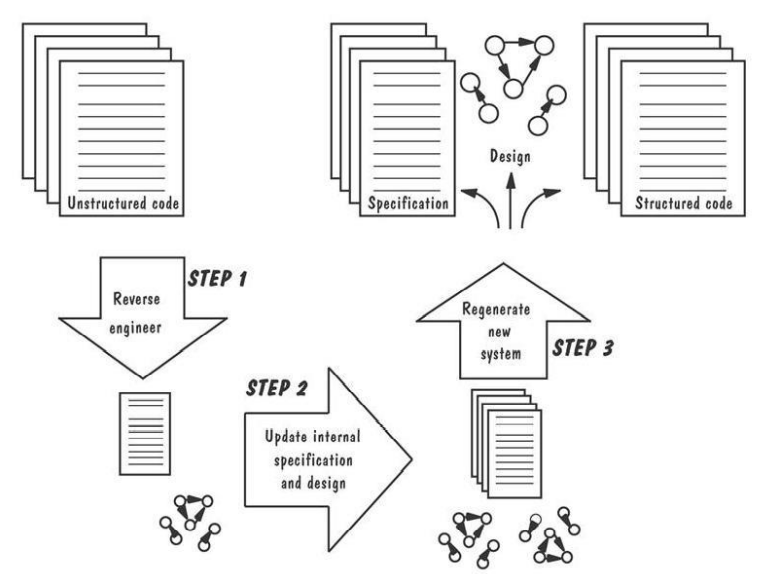 Unstructured code
Specification
Design
Structured code
STEP 1
Reverse
engineer
STEP 2
Update internal
specification
and design
STEP 3
Regenerate
new
system